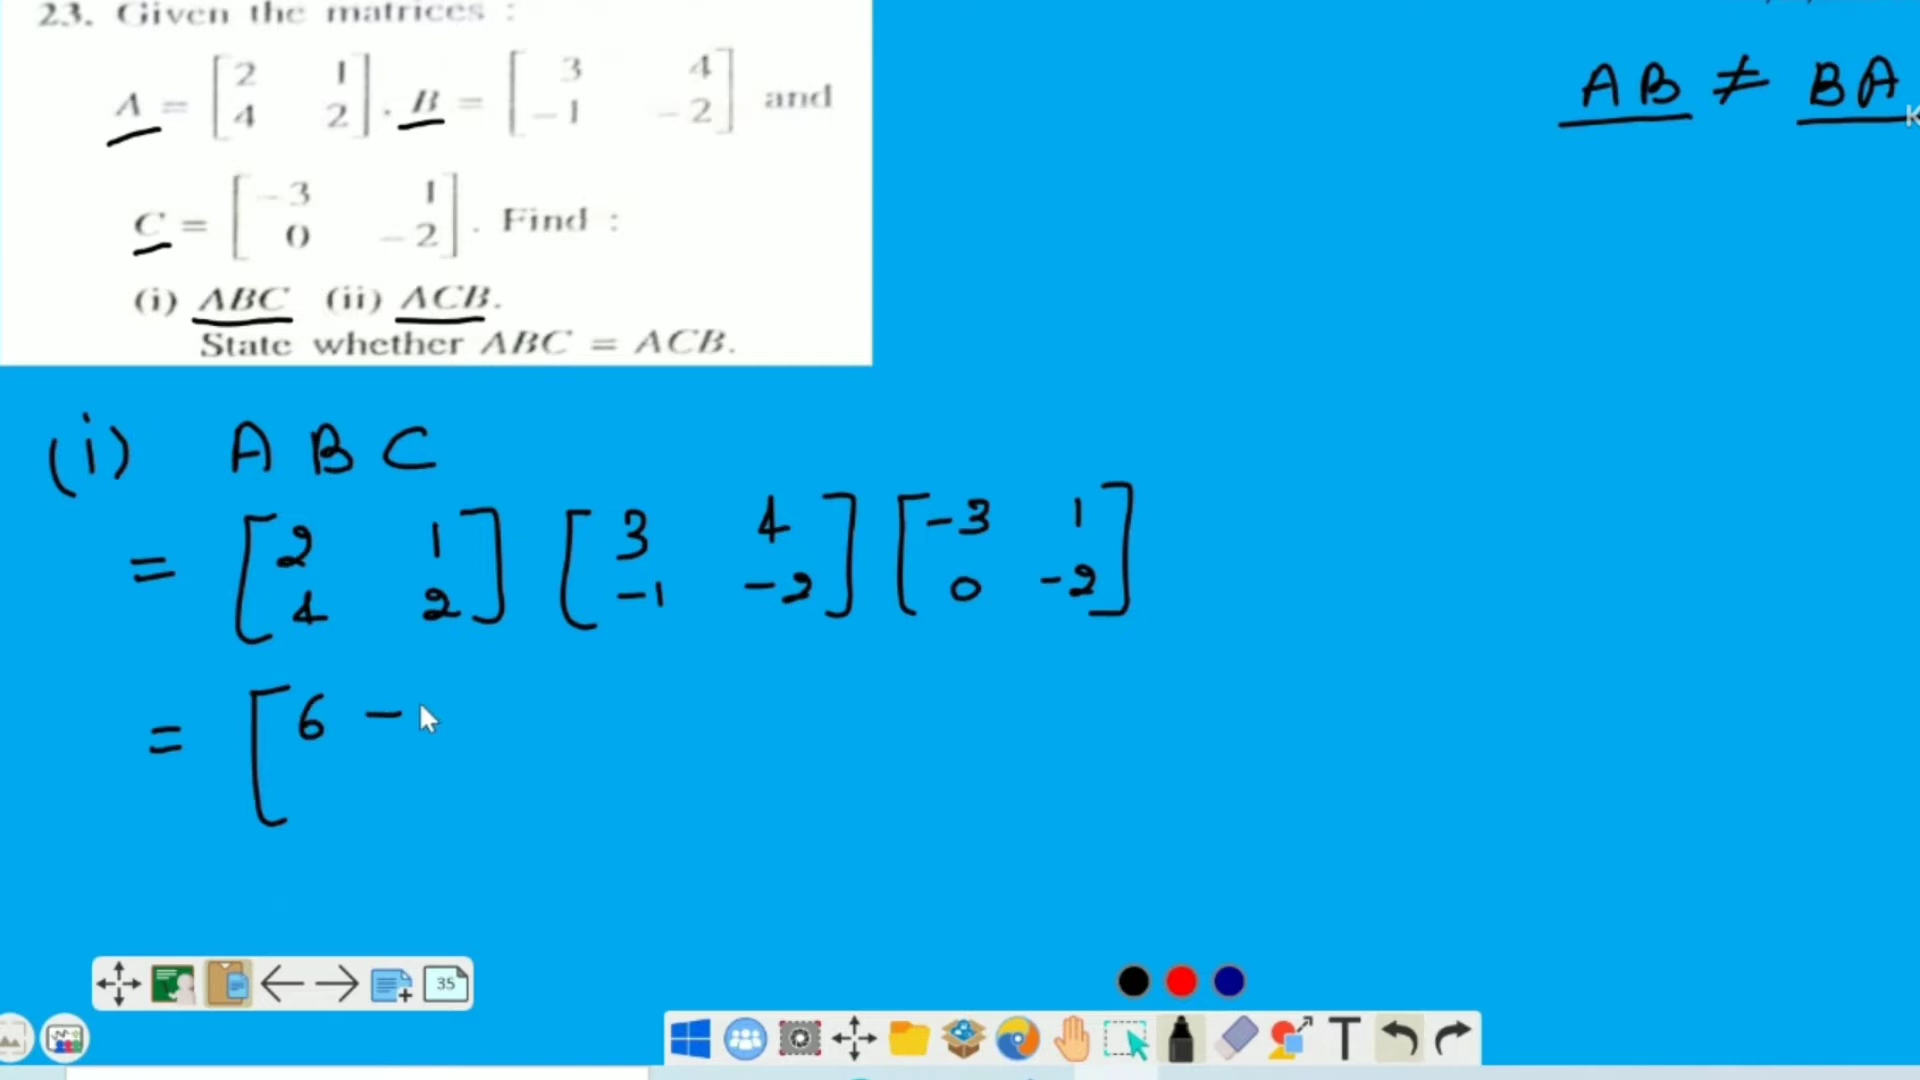 23. Given the matrices :
A = [2 1
4 2], B = [3 4
-1 -2] and
C = [-3 1
0 -2]. Find :
(i) ABC (ii) ACB.
State whether ABC = ACB.
AB ≠ BA
(i) A B C
= [2 1
4 2] [3 4
-1 -2] [-3 1
0 -2]
= [6 -
35
T